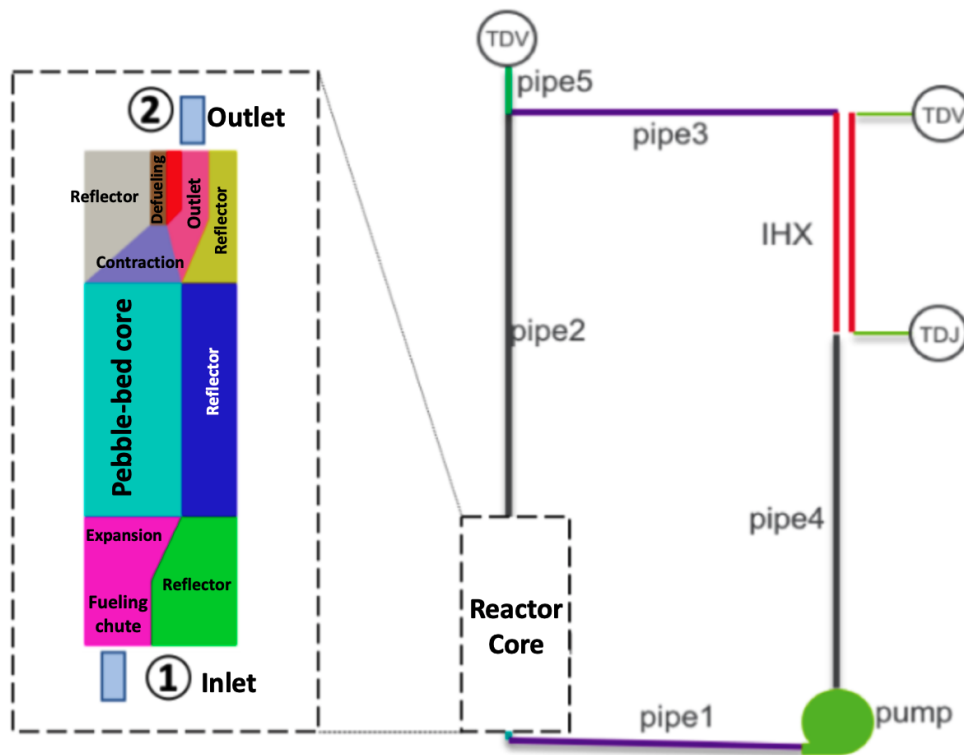 ② Outlet
Reflector
Defueling
Outlet
Reflector
Contraction
Pebble-bed core
Reflector
Expansion
Fueling
chute
Reflector
① Inlet
TDV
pipe5
pipe3
TDV
IHX
pipe2
TDJ
pipe4
Reactor
Core
pipe1
pump